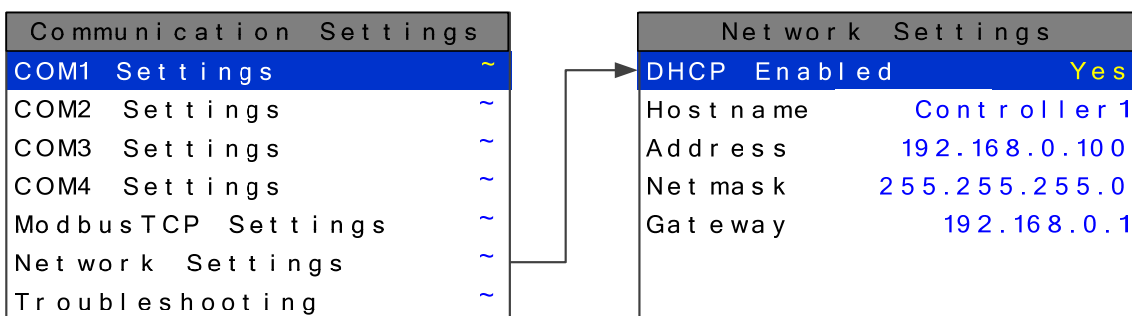 Communication Settings
COM1 Settings ~
COM2 Settings ~
COM3 Settings ~
COM4 Settings ~
ModbusTCP Settings ~
Network Settings ~
Troubleshooting ~
Network Settings
DHCP Enabled Yes
Hostname Controller1
Address 192.168.0.100
Netmask 255.255.255.0
Gateway 192.168.0.1